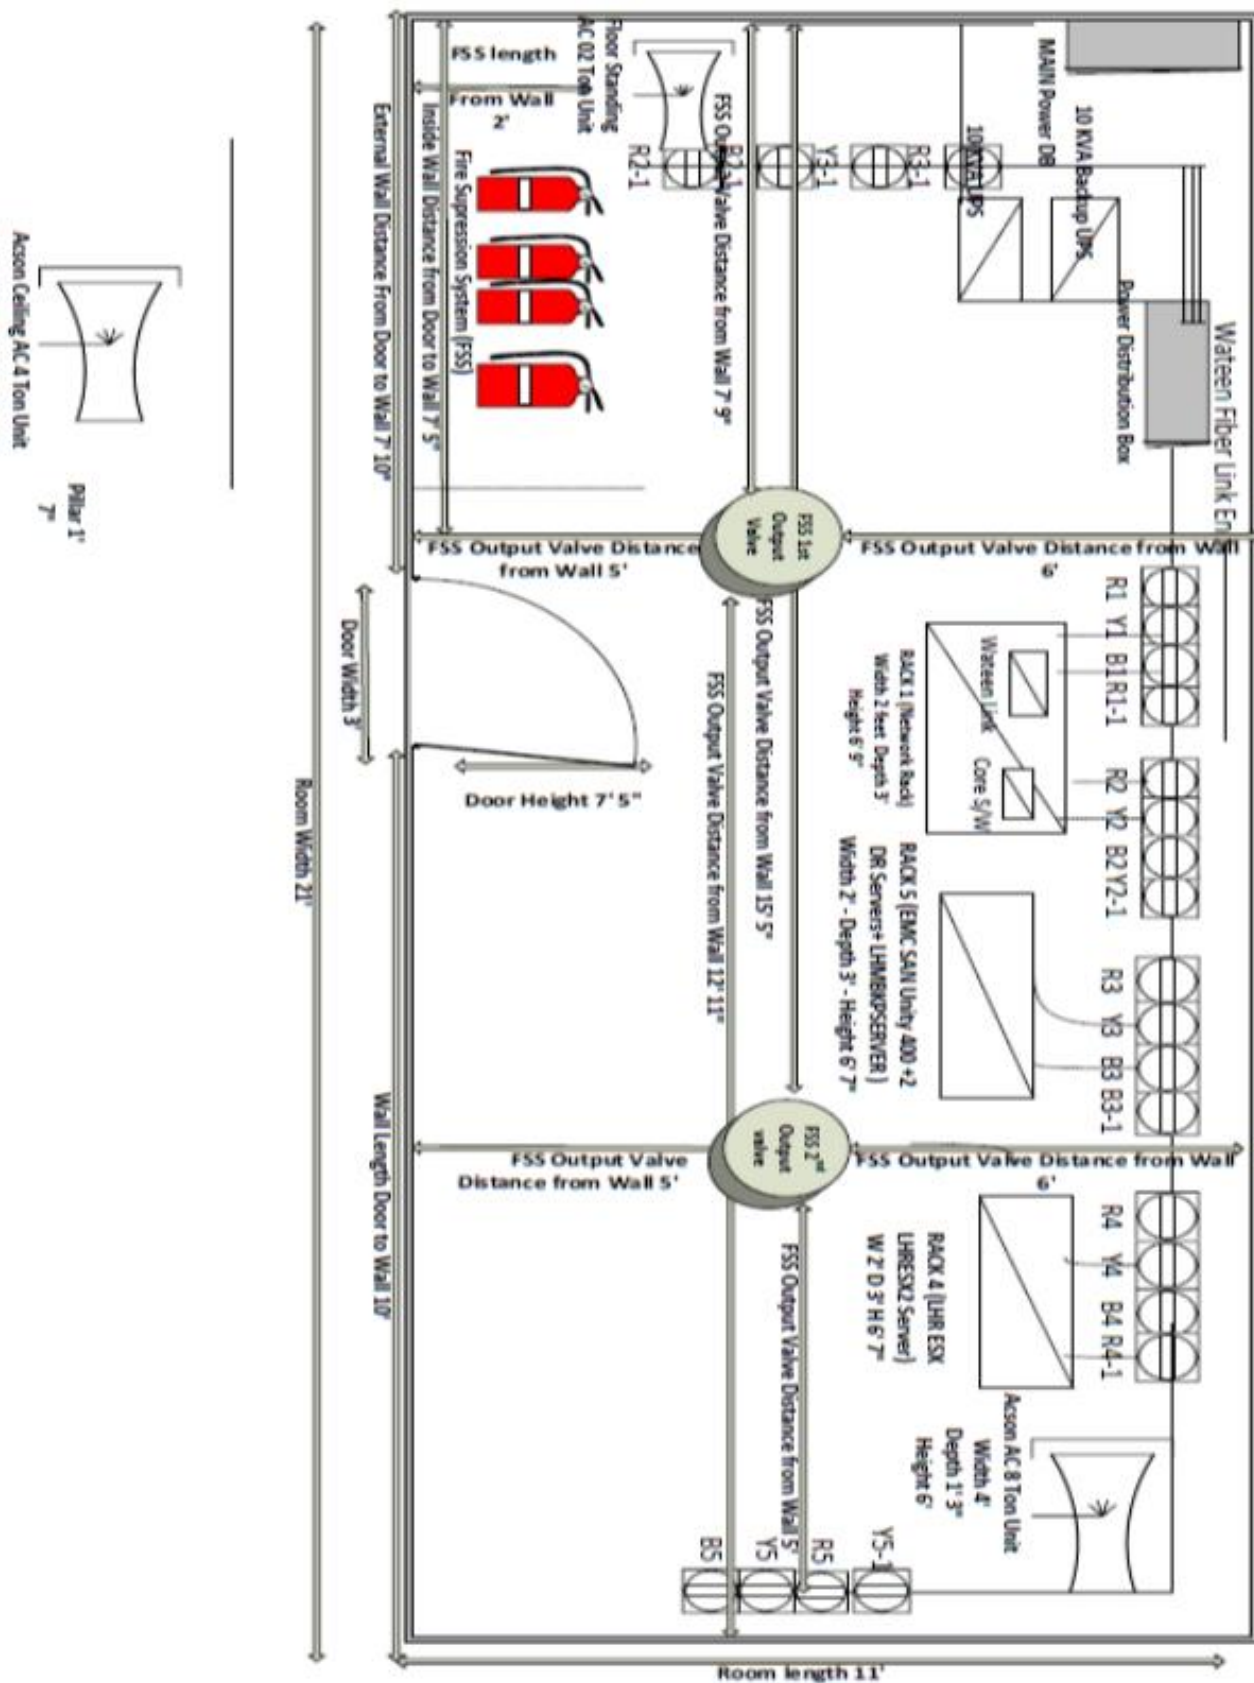 MAIN Power DB
10 KVA Backup UPS
10 KVA UPS
Power Distribution Box
Wateen Fiber Link En
Floor Standing
AC 02 Ton Unit
FSS length
From Wall
2'
R2-1
Y3-1
R3-1
FSS Output Valve Distance from Wall 7' 9"
Fire Supression System (FSS)
Inside Wall Distance from Door to Wall 7' 5"
External Wall Distance From Door to Wall 7' 10"
Acson Ceiling AC 4 Ton Unit
Pillar 1'
7"
FSS 1st
Output
Valve
FSS Output Valve Distance
from Wall 5'
FSS Output Valve Distance from Wall
6'
R1 Y1 B1 R1-1
Wateen Link
Core S/W
RACK 1 (Network Rack)
Width 2 feet Depth 3'
Height 6' 9"
R2 Y2 B2 Y2-1
RACK 5 (EMC SAN Unity 400 +2
DR Servers+ LHMBKPSERVER )
Width 2' - Depth 3' - Height 6' 7"
R3 Y3 B3 B3-1
FSS Output Valve Distance from Wall 15' 5"
FSS Output Valve Distance from Wall 12' 11"
Door Width 3'
Door Height 7' 5"
Room Width 21'
Wall Length Door to Wall 10'
FSS 2nd
Output
valve
FSS Output Valve
Distance from Wall 5'
FSS Output Valve Distance from Wall
6'
R4 Y4 B4 R4-1
RACK 4 (LHR ESX
LHRESX2 Server)
W 2' D 3' H 6' 7"
FSS Output Valve Distance from Wall 5'
Acson AC 8 Ton Unit
Width 4'
Depth 1' 3"
Height 6'
Y5-1
R5
Y5
B5
Room length 11'